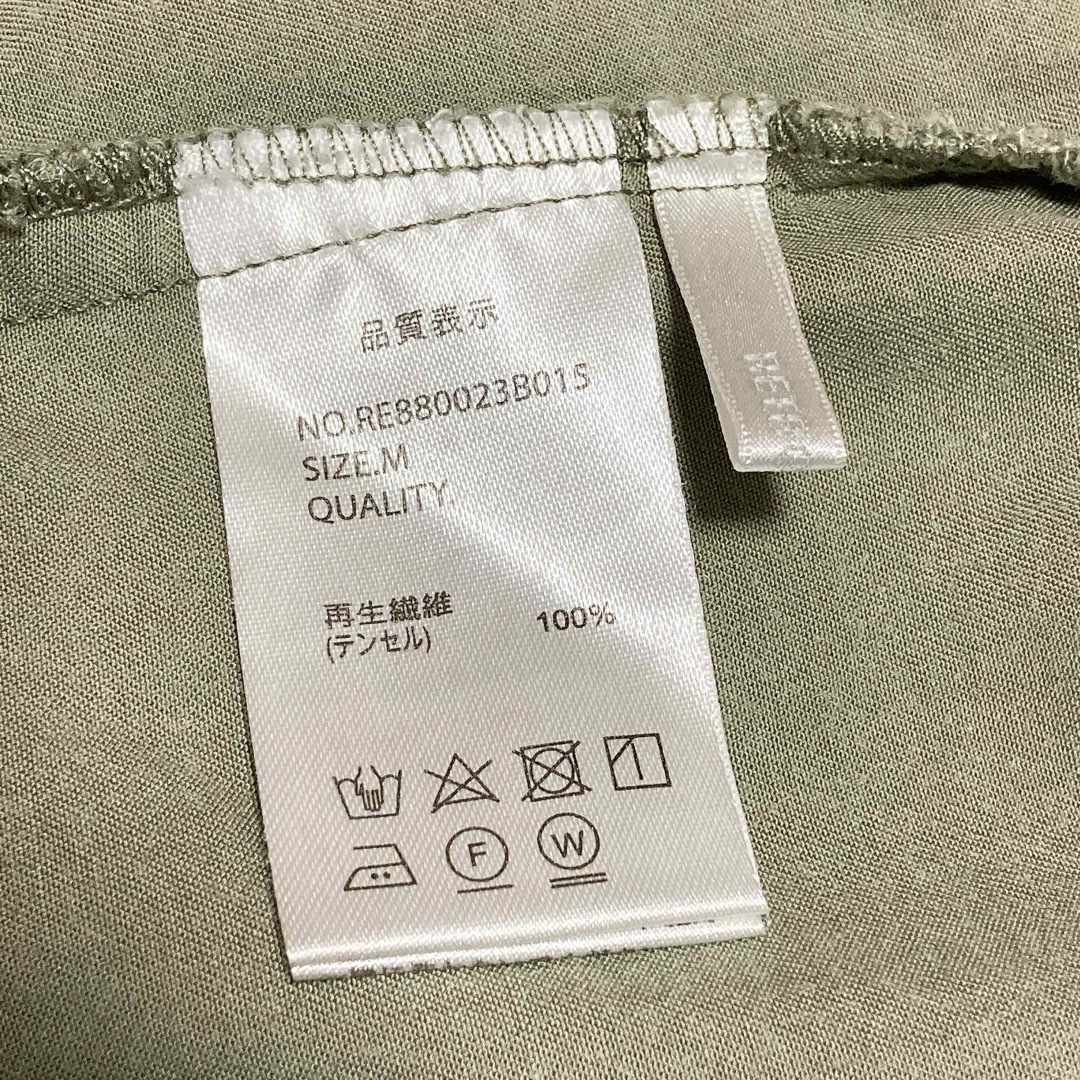 品質表示
NO.RE880023B015
SIZE.M
QUALITY.
再生繊維 100%
(テンセル)
F W